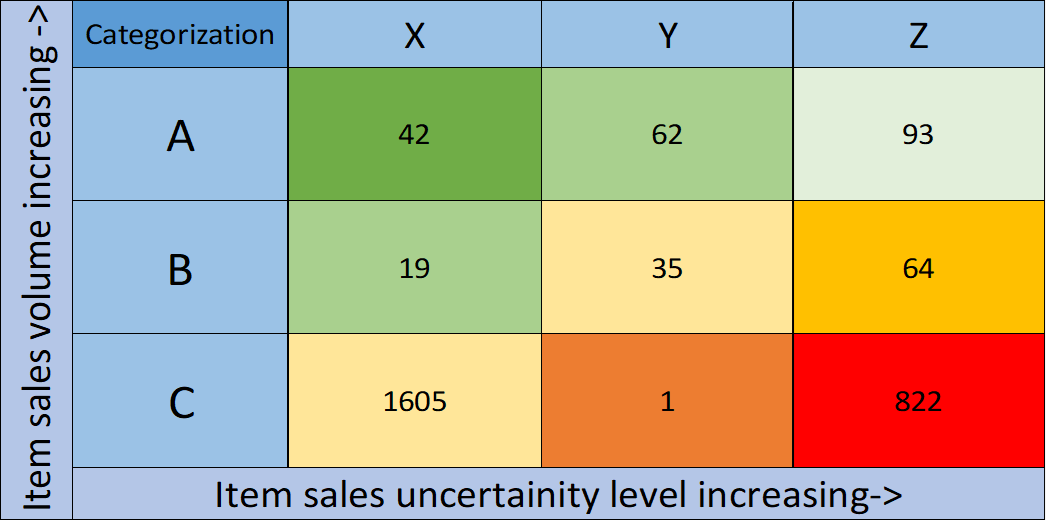 Item sales volume increasing ->
Categorization X Y Z
A 42 62 93
B 19 35 64
C 1605 1 822
Item sales uncertainity level increasing->